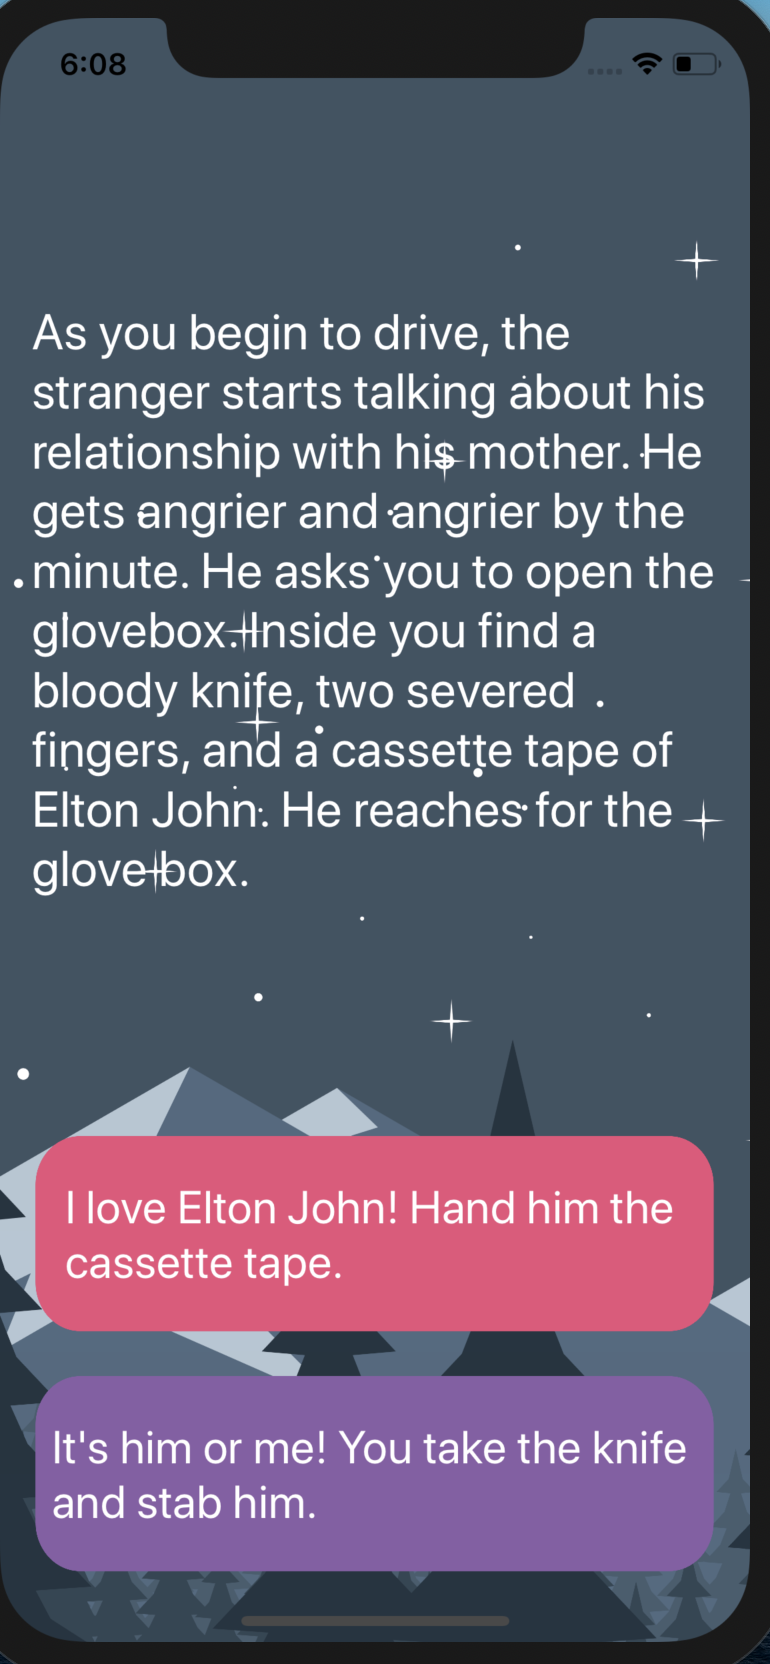 6:08
As you begin to drive, the
stranger starts talking about his
relationship with his mother. He
gets angrier and angrier by the
minute. He asks you to open the
glovebox. Inside you find a
bloody knife, two severed
fingers, and a cassette tape of
Elton John. He reaches for the
glove box.
I love Elton John! Hand him the
cassette tape.
It's him or me! You take the knife
and stab him.